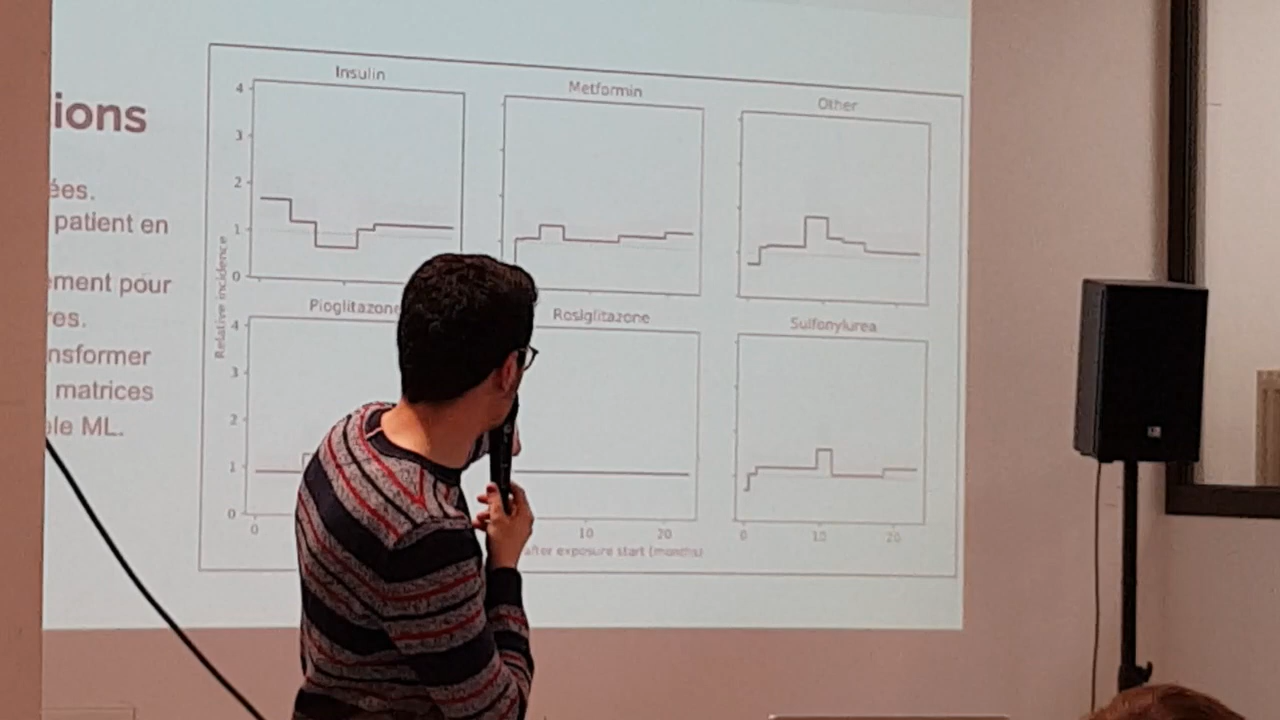 ions
ées.
patient en
ment pour
res.
nsformer
matrices
le ML.
Relative incidence
Insulin
4
3
2
1
0
Metformin
Other
Pioglitazone
4
3
2
1
0
0
Rosiglitazone
10
20
Sulfonylurea
0
10
20
after exposure start (months)